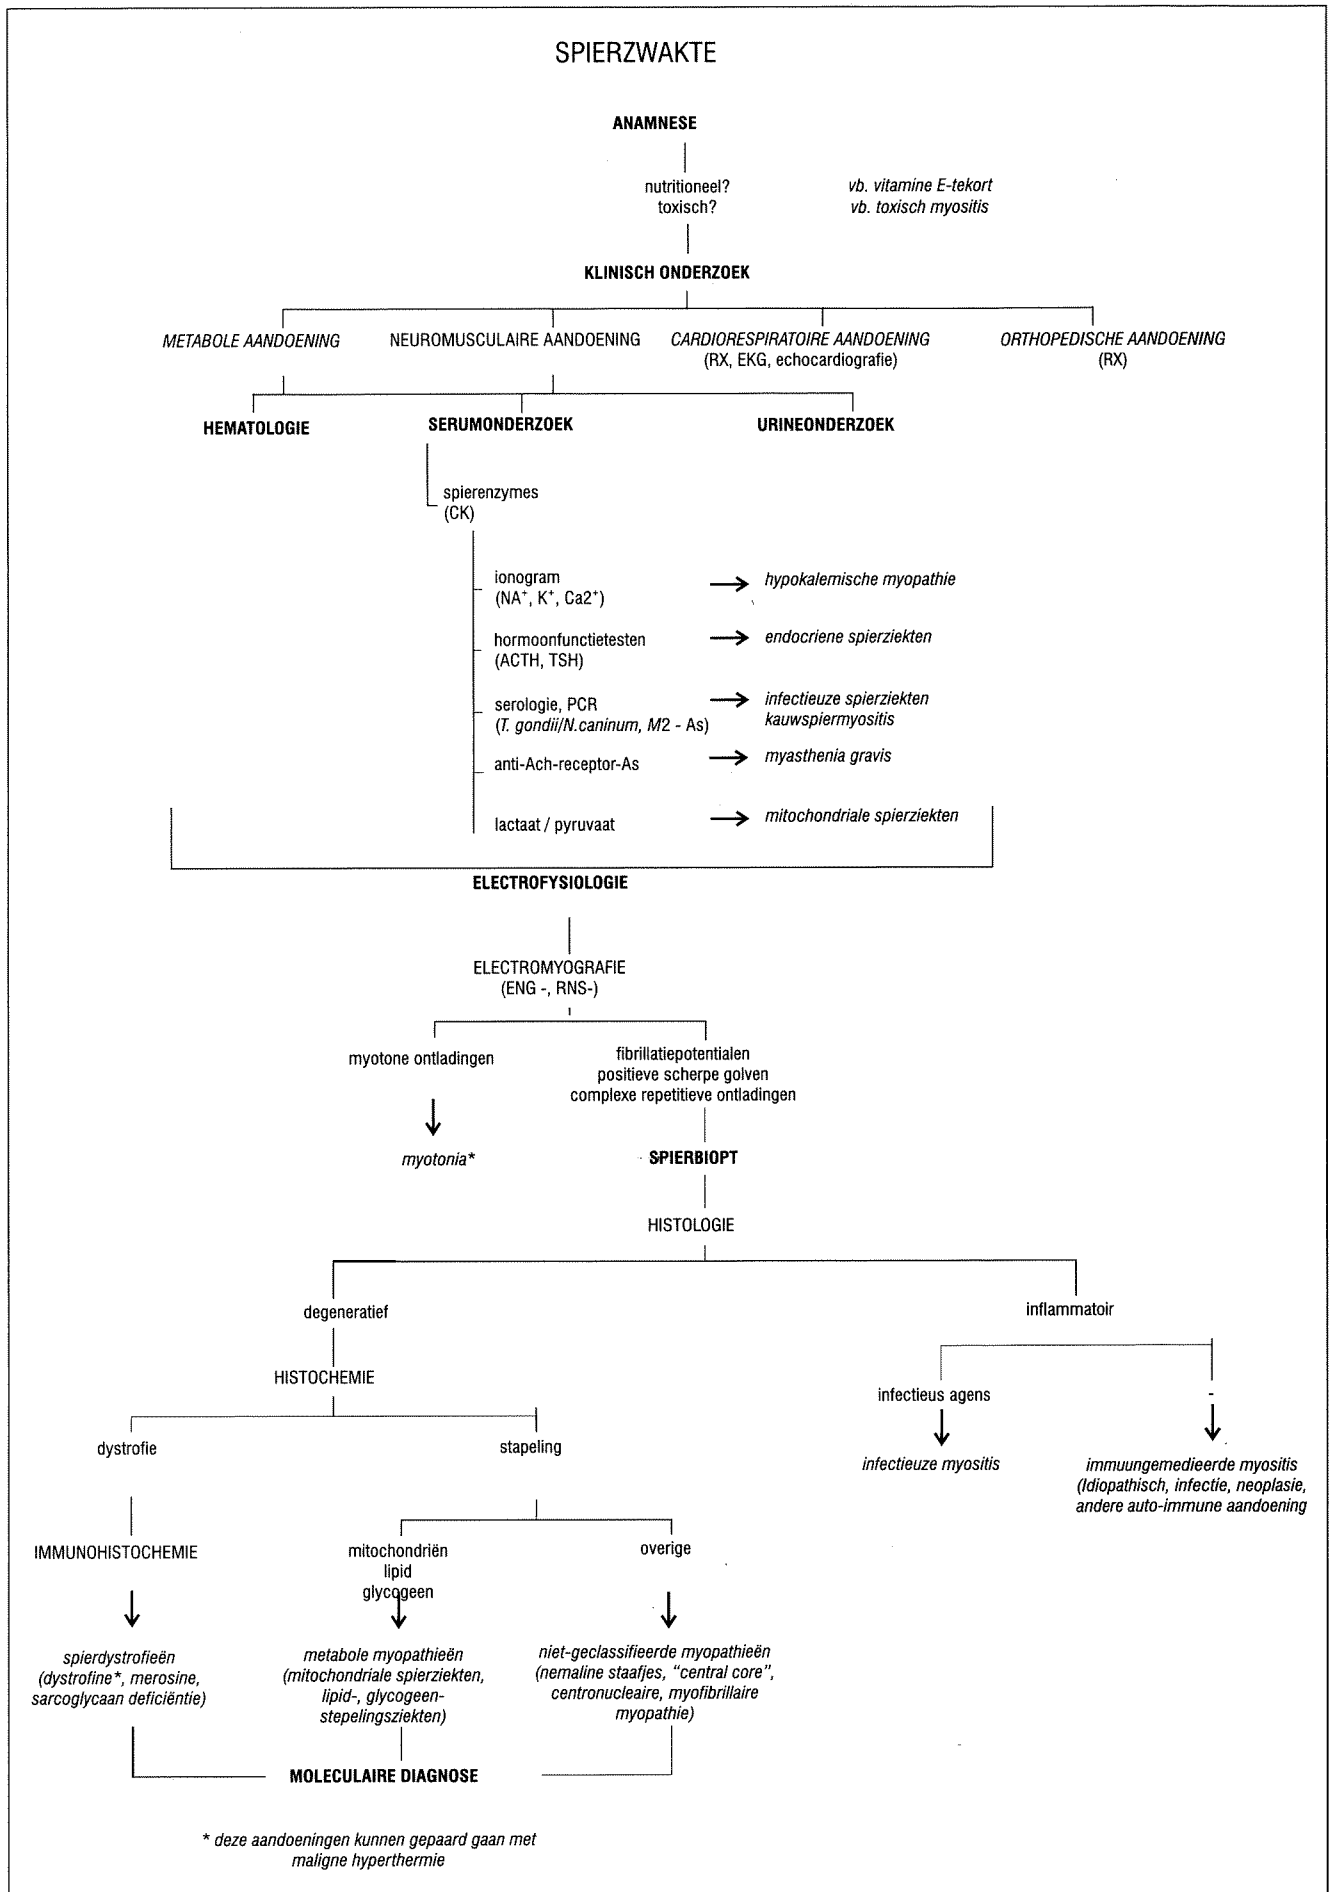 SPIERZWAKTE
ANAMNESE
nutritioneel?
toxisch?
vb. vitamine E-tekort
vb. toxisch myositis
KLINISCH ONDERZOEK
METABOLE AANDOENING
NEUROMUSCULAIRE AANDOENING
CARDIORESPIRATOIRE AANDOENING
(RX, EKG, echocardiografie)
ORTHOPEDISCHE AANDOENING
(RX)
HEMATOLOGIE
SERUMONDERZOEK
URINEONDERZOEK
spierenzymes
(CK)
ionogram
(NA⁺, K⁺, Ca2⁺)
hypokalemische myopathie
hormoonfunctietesten
(ACTH, TSH)
endocriene spierziekten
serologie, PCR
(T. gondii/N.caninum, M2 - As)
infectieuze spierziekten
kauwspiermyositis
anti-Ach-receptor-As
myasthenia gravis
lactaat / pyruvaat
mitochondriale spierziekten
ELECTROFYSIOLOGIE
ELECTROMYOGRAFIE
(ENG -, RNS-)
myotone ontladingen
fibrillatiepotentialen
positieve scherpe golven
complexe repetitieve ontladingen
myotonia*
SPIERBIOPT
HISTOLOGIE
degeneratief
inflammatoir
HISTOCHEMIE
infectieus agens
-
dystrofie
stapeling
infectieuze myositis
immuungemedieerde myositis
(Idiopathisch, infectie, neoplasie,
andere auto-immune aandoening
IMMUNOHISTOCHEMIE
mitochondriën
lipid
glycogeen
overige
spierdystrofieën
(dystrofine*, merosine,
sarcoglycaan deficiëntie)
metabole myopathieën
(mitochondriale spierziekten,
lipid-, glycogeen-
stepelingsziekten)
niet-geclassifieerde myopathieën
(nemaline staafjes, “central core”,
centronucleaire, myofibrillaire
myopathie)
MOLECULAIRE DIAGNOSE
* deze aandoeningen kunnen gepaard gaan met
maligne hyperthermie